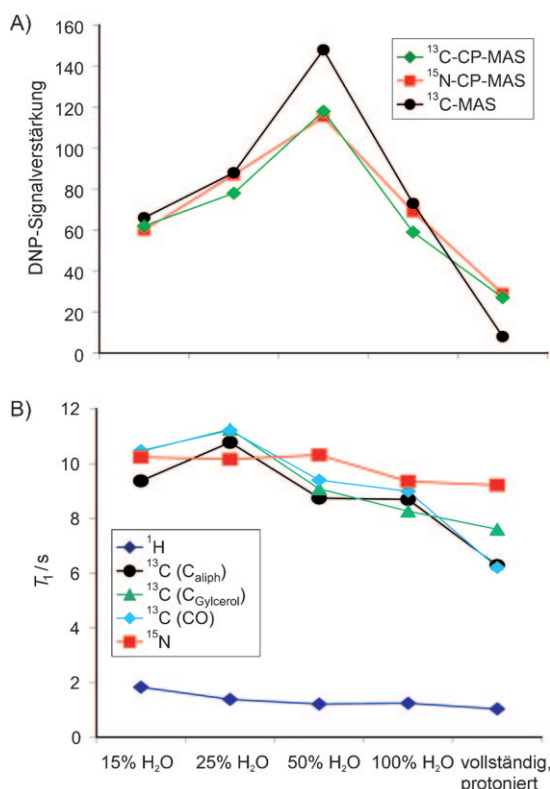 A)
160
140
120
100
80
60
40
20
0
DNP-Signalverstärkung
¹³C-CP-MAS
¹⁵N-CP-MAS
¹³C-MAS
B)
12
10
8
6
4
2
0
T₁/s
¹H
¹³C (C_aliph)
¹³C (C_Gylcerol)
¹³C (CO)
¹⁵N
15% H₂O 25% H₂O 50% H₂O 100% H₂O vollständig,
protoniert